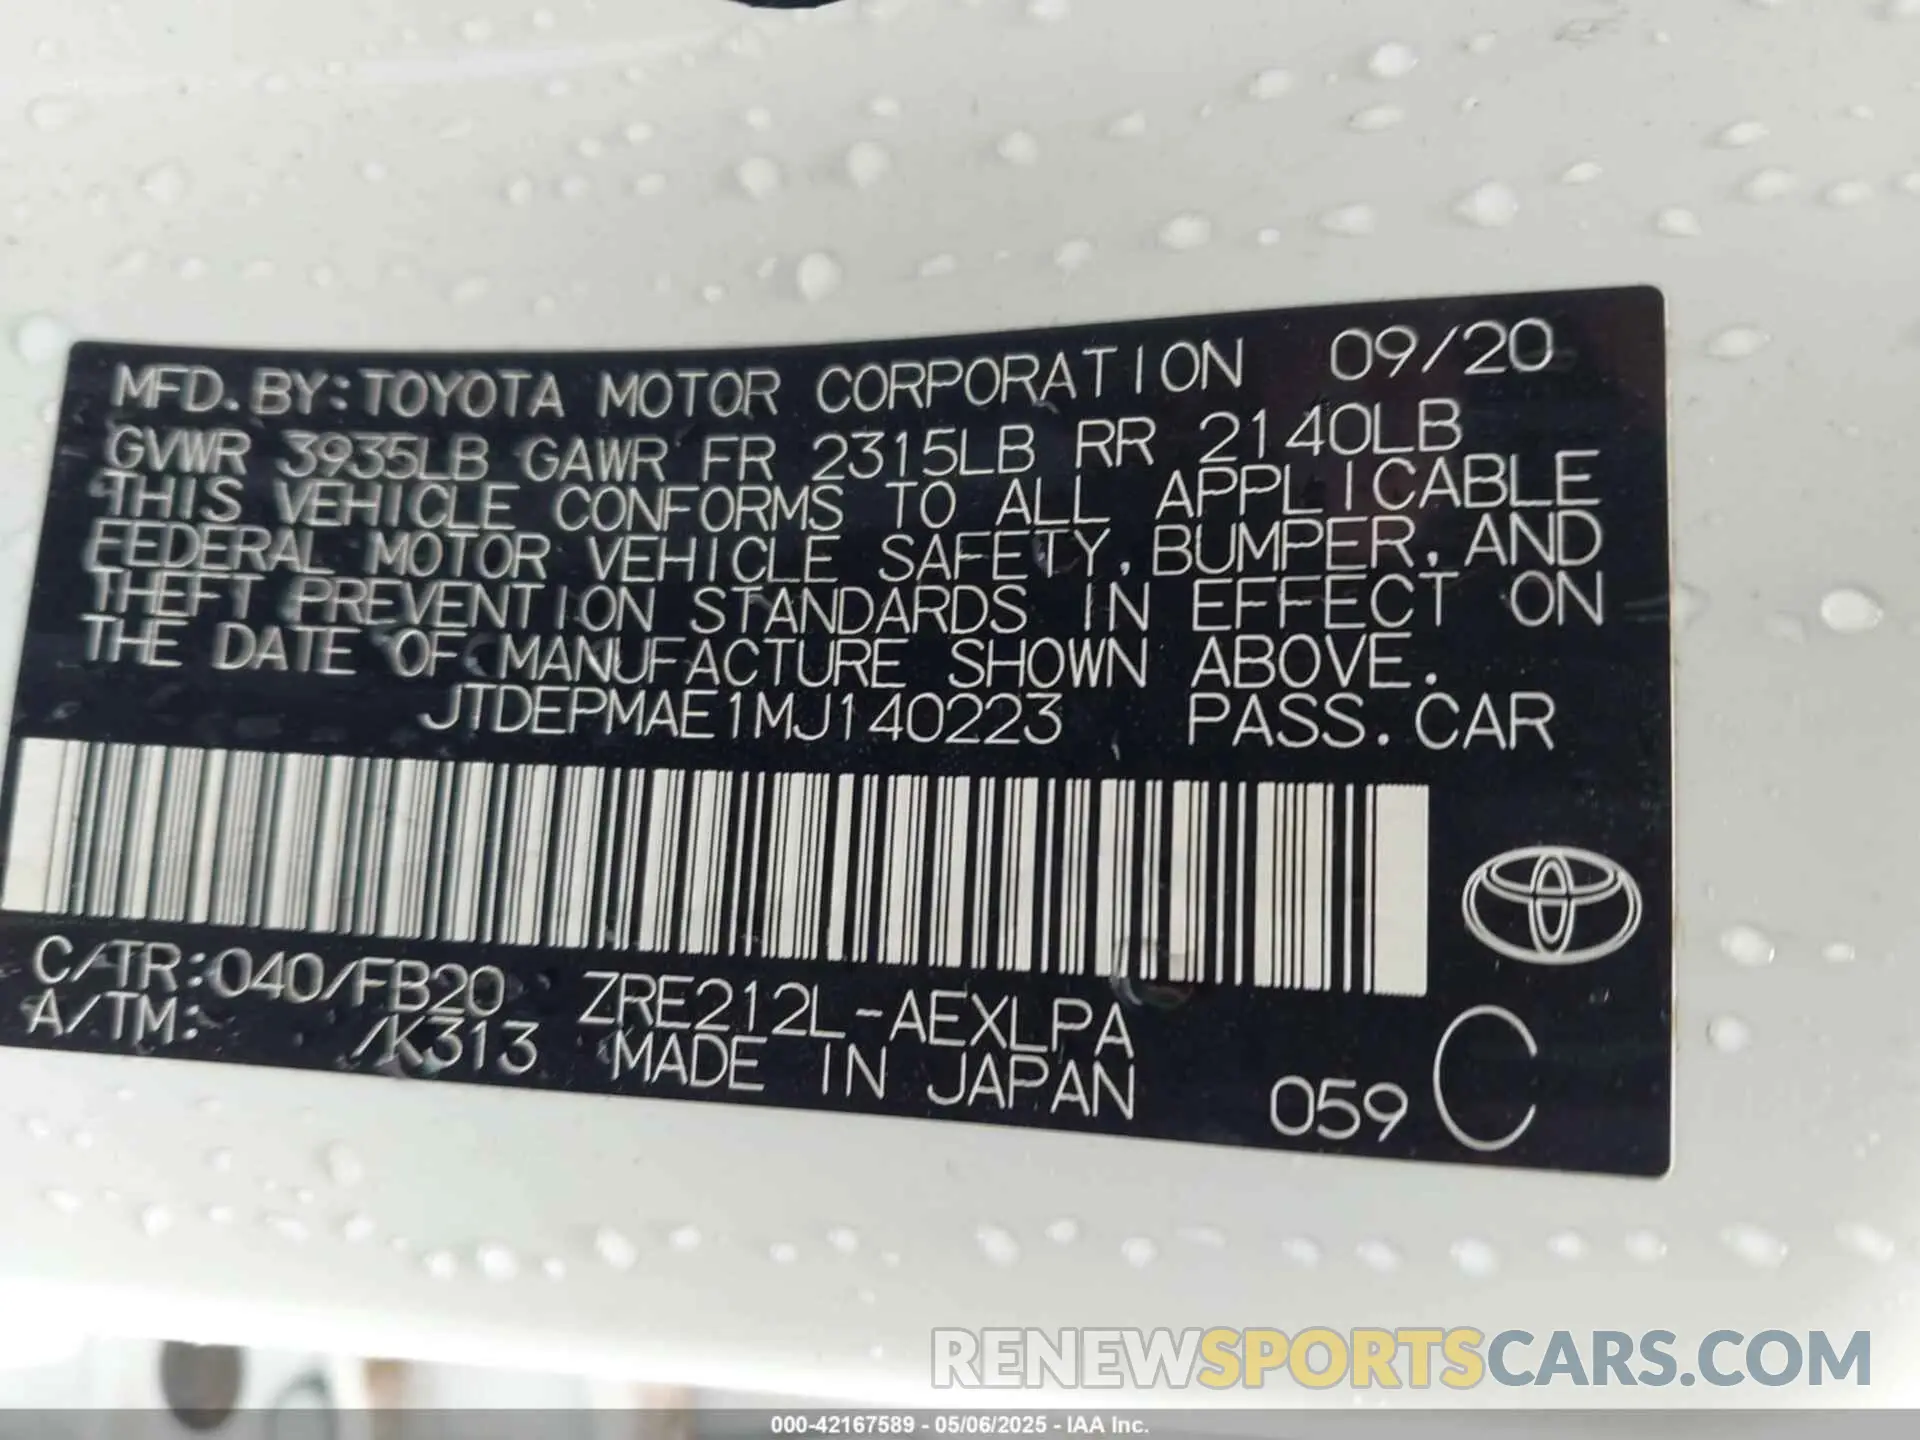 MFD. BY: TOYOTA MOTOR CORPORATION 09/20
GVWR 3935LB GAWR FR 2315LB RR 2140LB
THIS VEHICLE CONFORMS TO ALL APPLICABLE
FEDERAL MOTOR VEHICLE SAFETY, BUMPER, AND
THEFT PREVENTION STANDARDS IN EFFECT ON
THE DATE OF MANUFACTURE SHOWN ABOVE.
JTDEPMAE1MJ140223 PASS. CAR
C/TR: 040/FB20 ZRE212L-AEXLPA
A/TM: /K313 MADE IN JAPAN
059 C
RENEWSPORTSCARS.COM
000-42167589 - 05/06/2025 - IAA Inc.